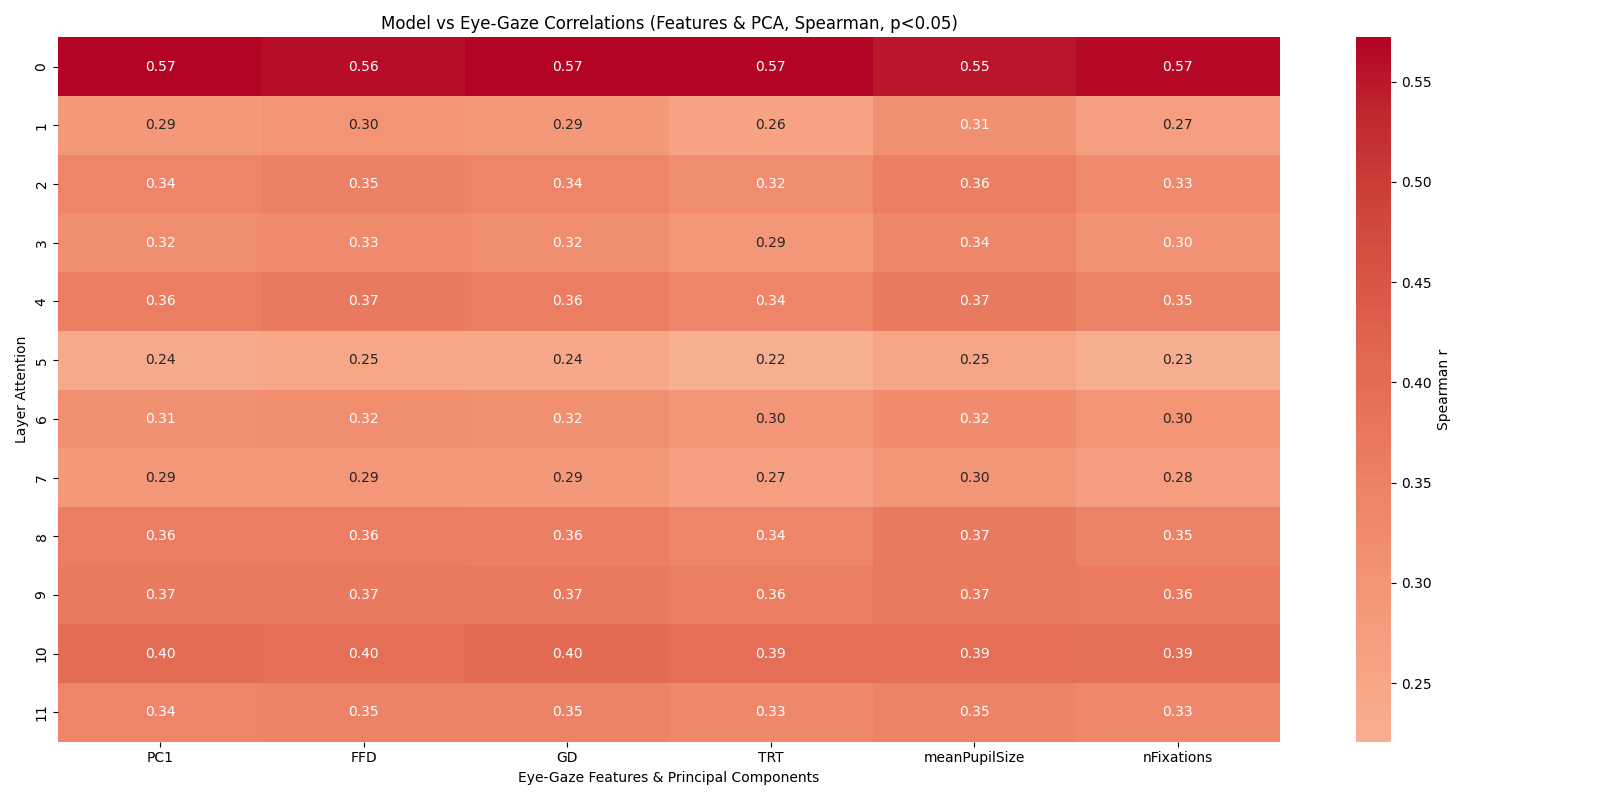 Model vs Eye-Gaze Correlations (Features & PCA, Spearman, p<0.05)
0 0.57 0.56 0.57 0.57 0.55 0.57
1 0.29 0.30 0.29 0.26 0.31 0.27
2 0.34 0.35 0.34 0.32 0.36 0.33
3 0.32 0.33 0.32 0.29 0.34 0.30
4 0.36 0.37 0.36 0.34 0.37 0.35
5 0.24 0.25 0.24 0.22 0.25 0.23
6 0.31 0.32 0.32 0.30 0.32 0.30
7 0.29 0.29 0.29 0.27 0.30 0.28
8 0.36 0.36 0.36 0.34 0.37 0.35
9 0.37 0.37 0.37 0.36 0.37 0.36
10 0.40 0.40 0.40 0.39 0.39 0.39
11 0.34 0.35 0.35 0.33 0.35 0.33
Layer Attention
PC1 FFD GD TRT meanPupilSize nFixations
Eye-Gaze Features & Principal Components
0.55
0.50
0.45
0.40
0.35
0.30
0.25
Spearman r